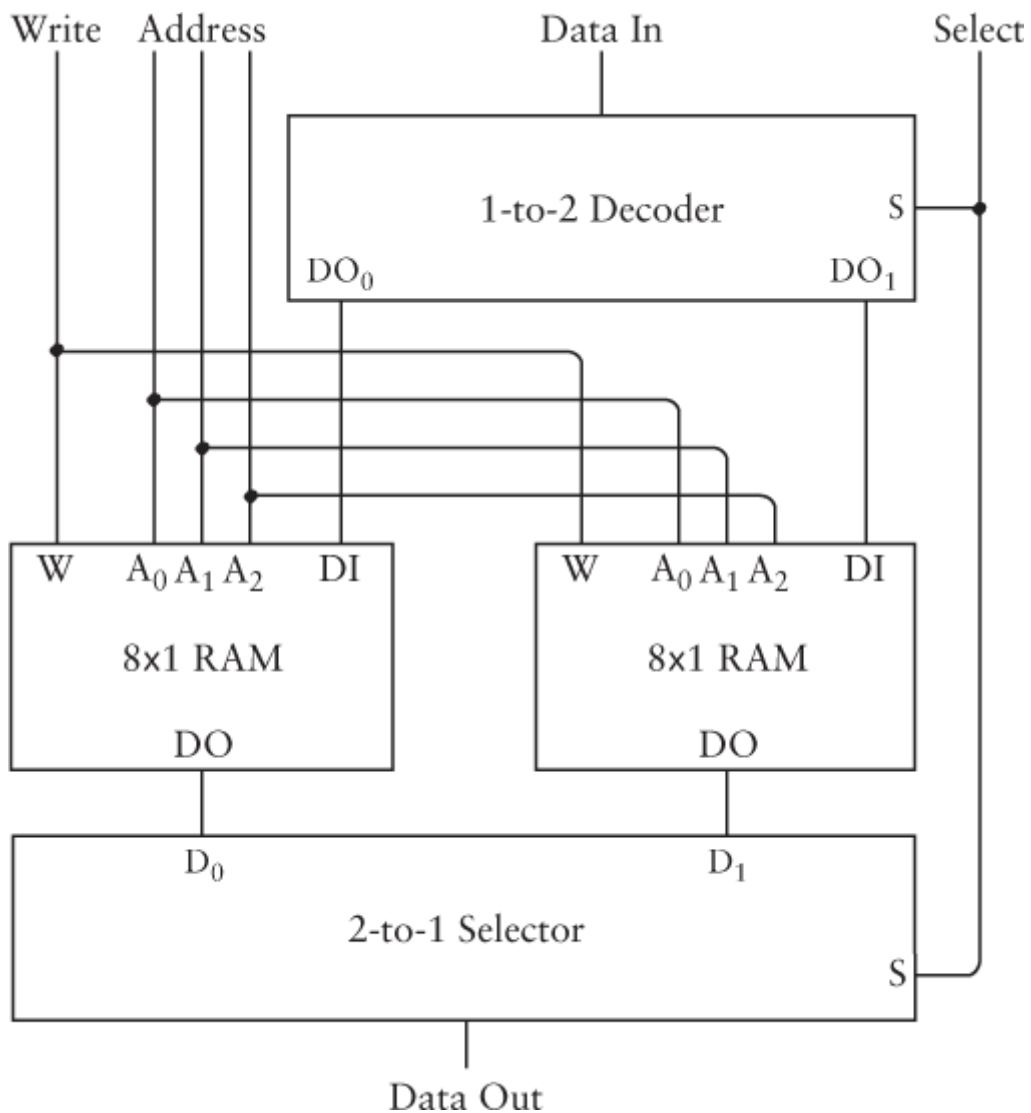 Write Address Data In Select
1-to-2 Decoder S
DO₀ DO₁
W A₀ A₁ A₂ DI W A₀ A₁ A₂ DI
8x1 RAM 8x1 RAM
DO DO
D₀ D₁
2-to-1 Selector
S
Data Out